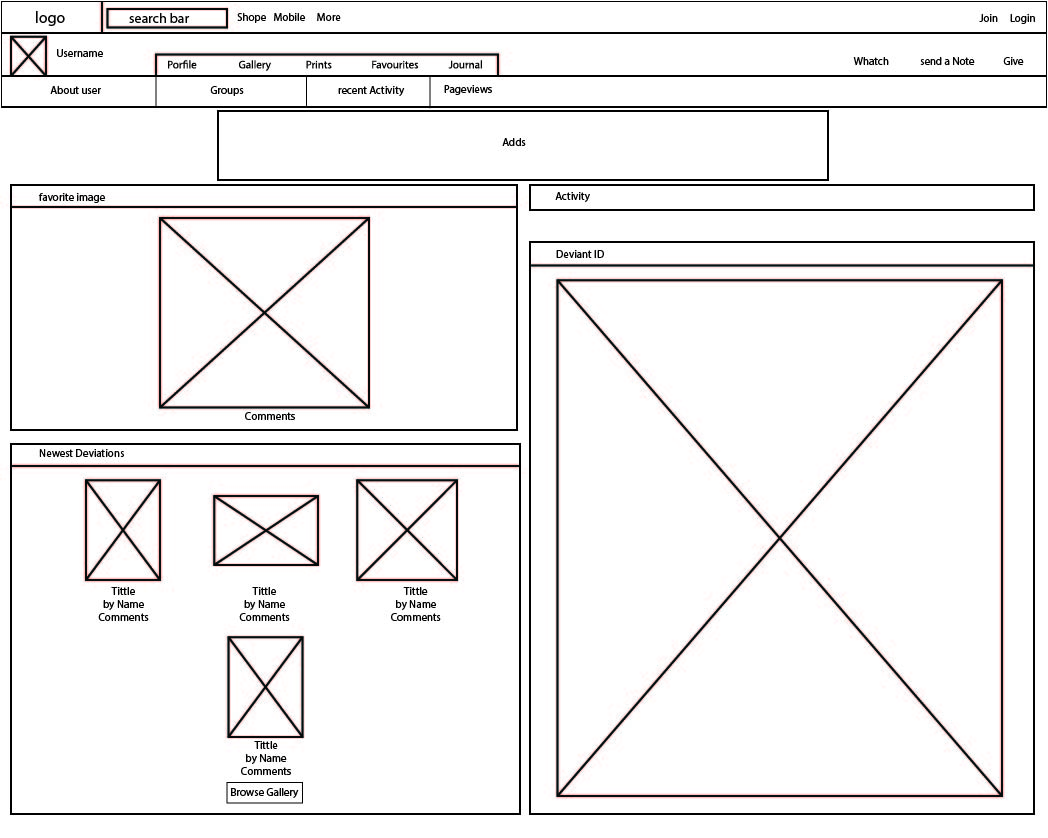 logo
search bar
Shope Mobile More
Join Login
Username
Porfile Gallery Prints Favourites Journal
Whatch send a Note Give
About user Groups recent Activity Pageviews
Adds
favorite image
Activity
Deviant ID
Comments
Newest Deviations
Tittle
by Name
Comments
Tittle
by Name
Comments
Tittle
by Name
Comments
Tittle
by Name
Comments
Browse Gallery